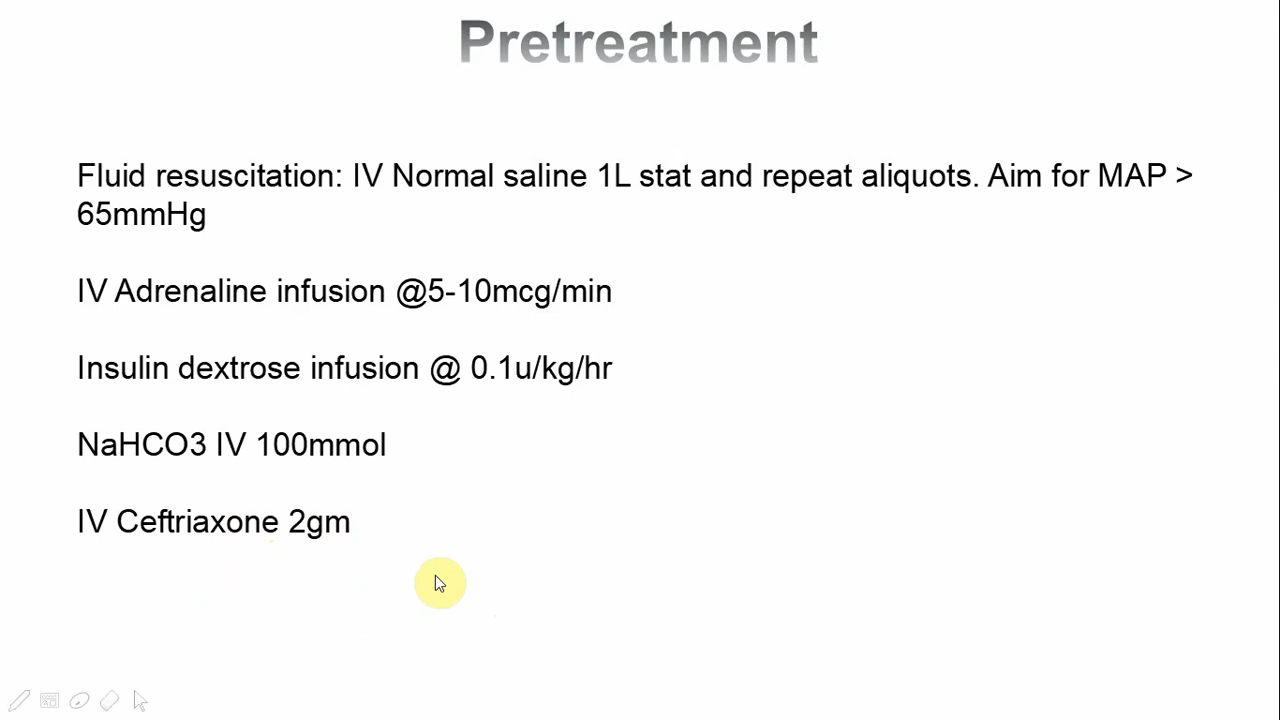 Pretreatment
Fluid resuscitation: IV Normal saline 1L stat and repeat aliquots. Aim for MAP >
65mmHg
IV Adrenaline infusion @5-10mcg/min
Insulin dextrose infusion @ 0.1u/kg/hr
NaHCO3 IV 100mmol
IV Ceftriaxone 2gm